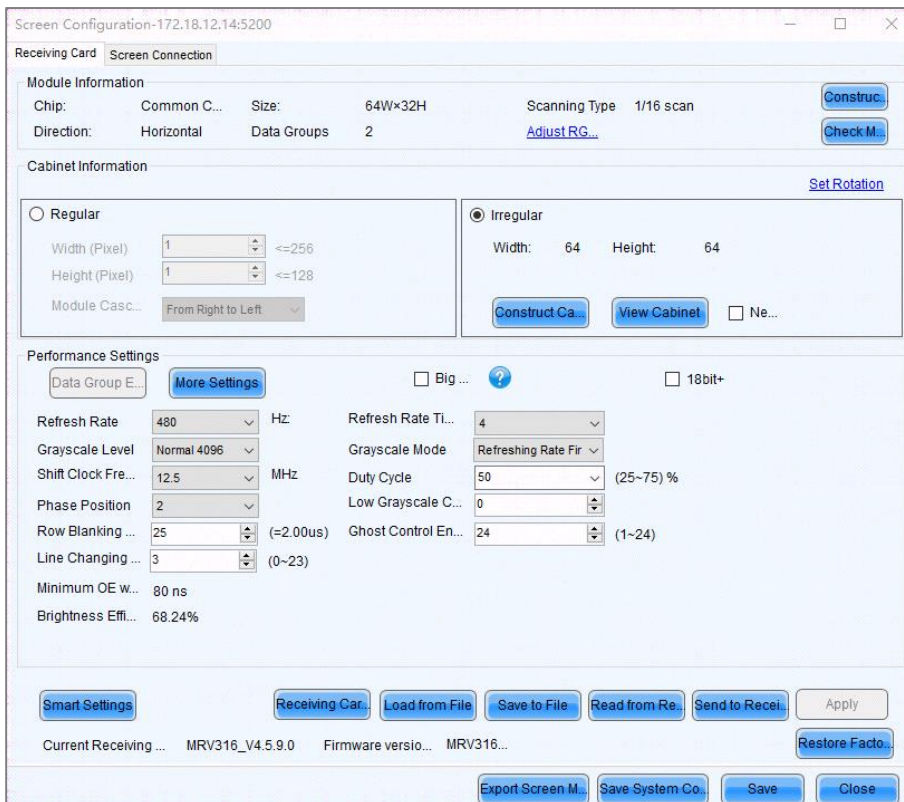 Screen Configuration-172.18.12.14:5200
Receiving Card Screen Connection
Module Information
Chip: Common C... Size: 64W×32H Scanning Type 1/16 scan Construc...
Direction: Horizontal Data Groups 2 Adjust RG... Check M...
Cabinet Information
Set Rotation
Regular Irregular
Width (Pixel) 1 <=256 Width: 64 Height: 64
Height (Pixel) 1 <=128
Module Casc... From Right to Left Construct Ca... View Cabinet Ne...
Performance Settings
Data Group E... More Settings Big ... ? 18bit+
Refresh Rate 480 Hz: Refresh Rate Ti... 4
Grayscale Level Normal 4096 Grayscale Mode Refreshing Rate Fir
Shift Clock Fre... 12.5 MHz Duty Cycle 50 (25~75) %
Phase Position 2 Low Grayscale C... 0
Row Blanking ... 25 (=2.00us) Ghost Control En... 24 (1~24)
Line Changing ... 3 (0~23)
Minimum OE w... 80 ns
Brightness Effi... 68.24%
Smart Settings Receiving Car... Load from File Save to File Read from Re... Send to Recei... Apply
Current Receiving ... MRV316_V4.5.9.0 Firmware versio... MRV316... Restore Facto...
Export Screen M... Save System Co... Save Close